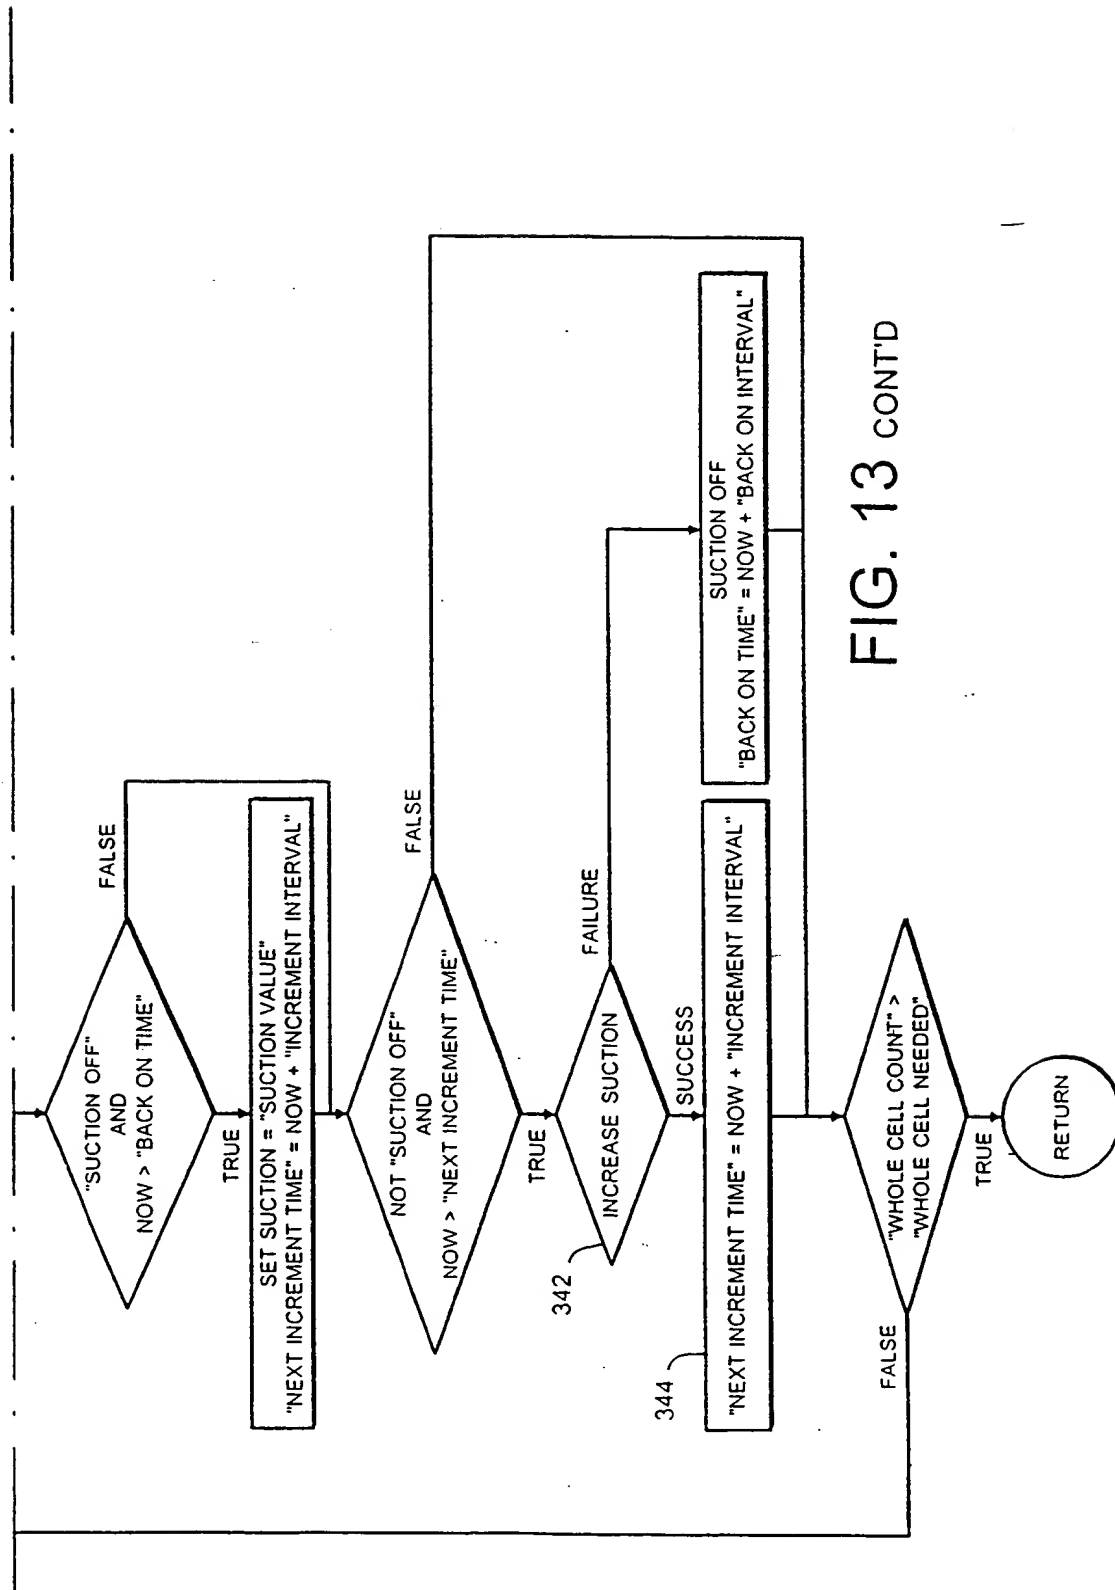 "SUCTION OFF"
AND
NOW > "BACK ON TIME"
FALSE
TRUE
SET SUCTION = "SUCTION VALUE"
"NEXT INCREMENT TIME" = NOW + "INCREMENT INTERVAL"
NOT "SUCTION OFF"
AND
NOW > "NEXT INCREMENT TIME"
FALSE
TRUE
342
INCREASE SUCTION
FAILURE
SUCCESS
344
"NEXT INCREMENT TIME" = NOW + "INCREMENT INTERVAL"
SUCTION OFF
"BACK ON TIME" = NOW + "BACK ON INTERVAL"
"WHOLE CELL COUNT" >
"WHOLE CELL NEEDED"
FALSE
TRUE
RETURN
FIG. 13 CONT'D